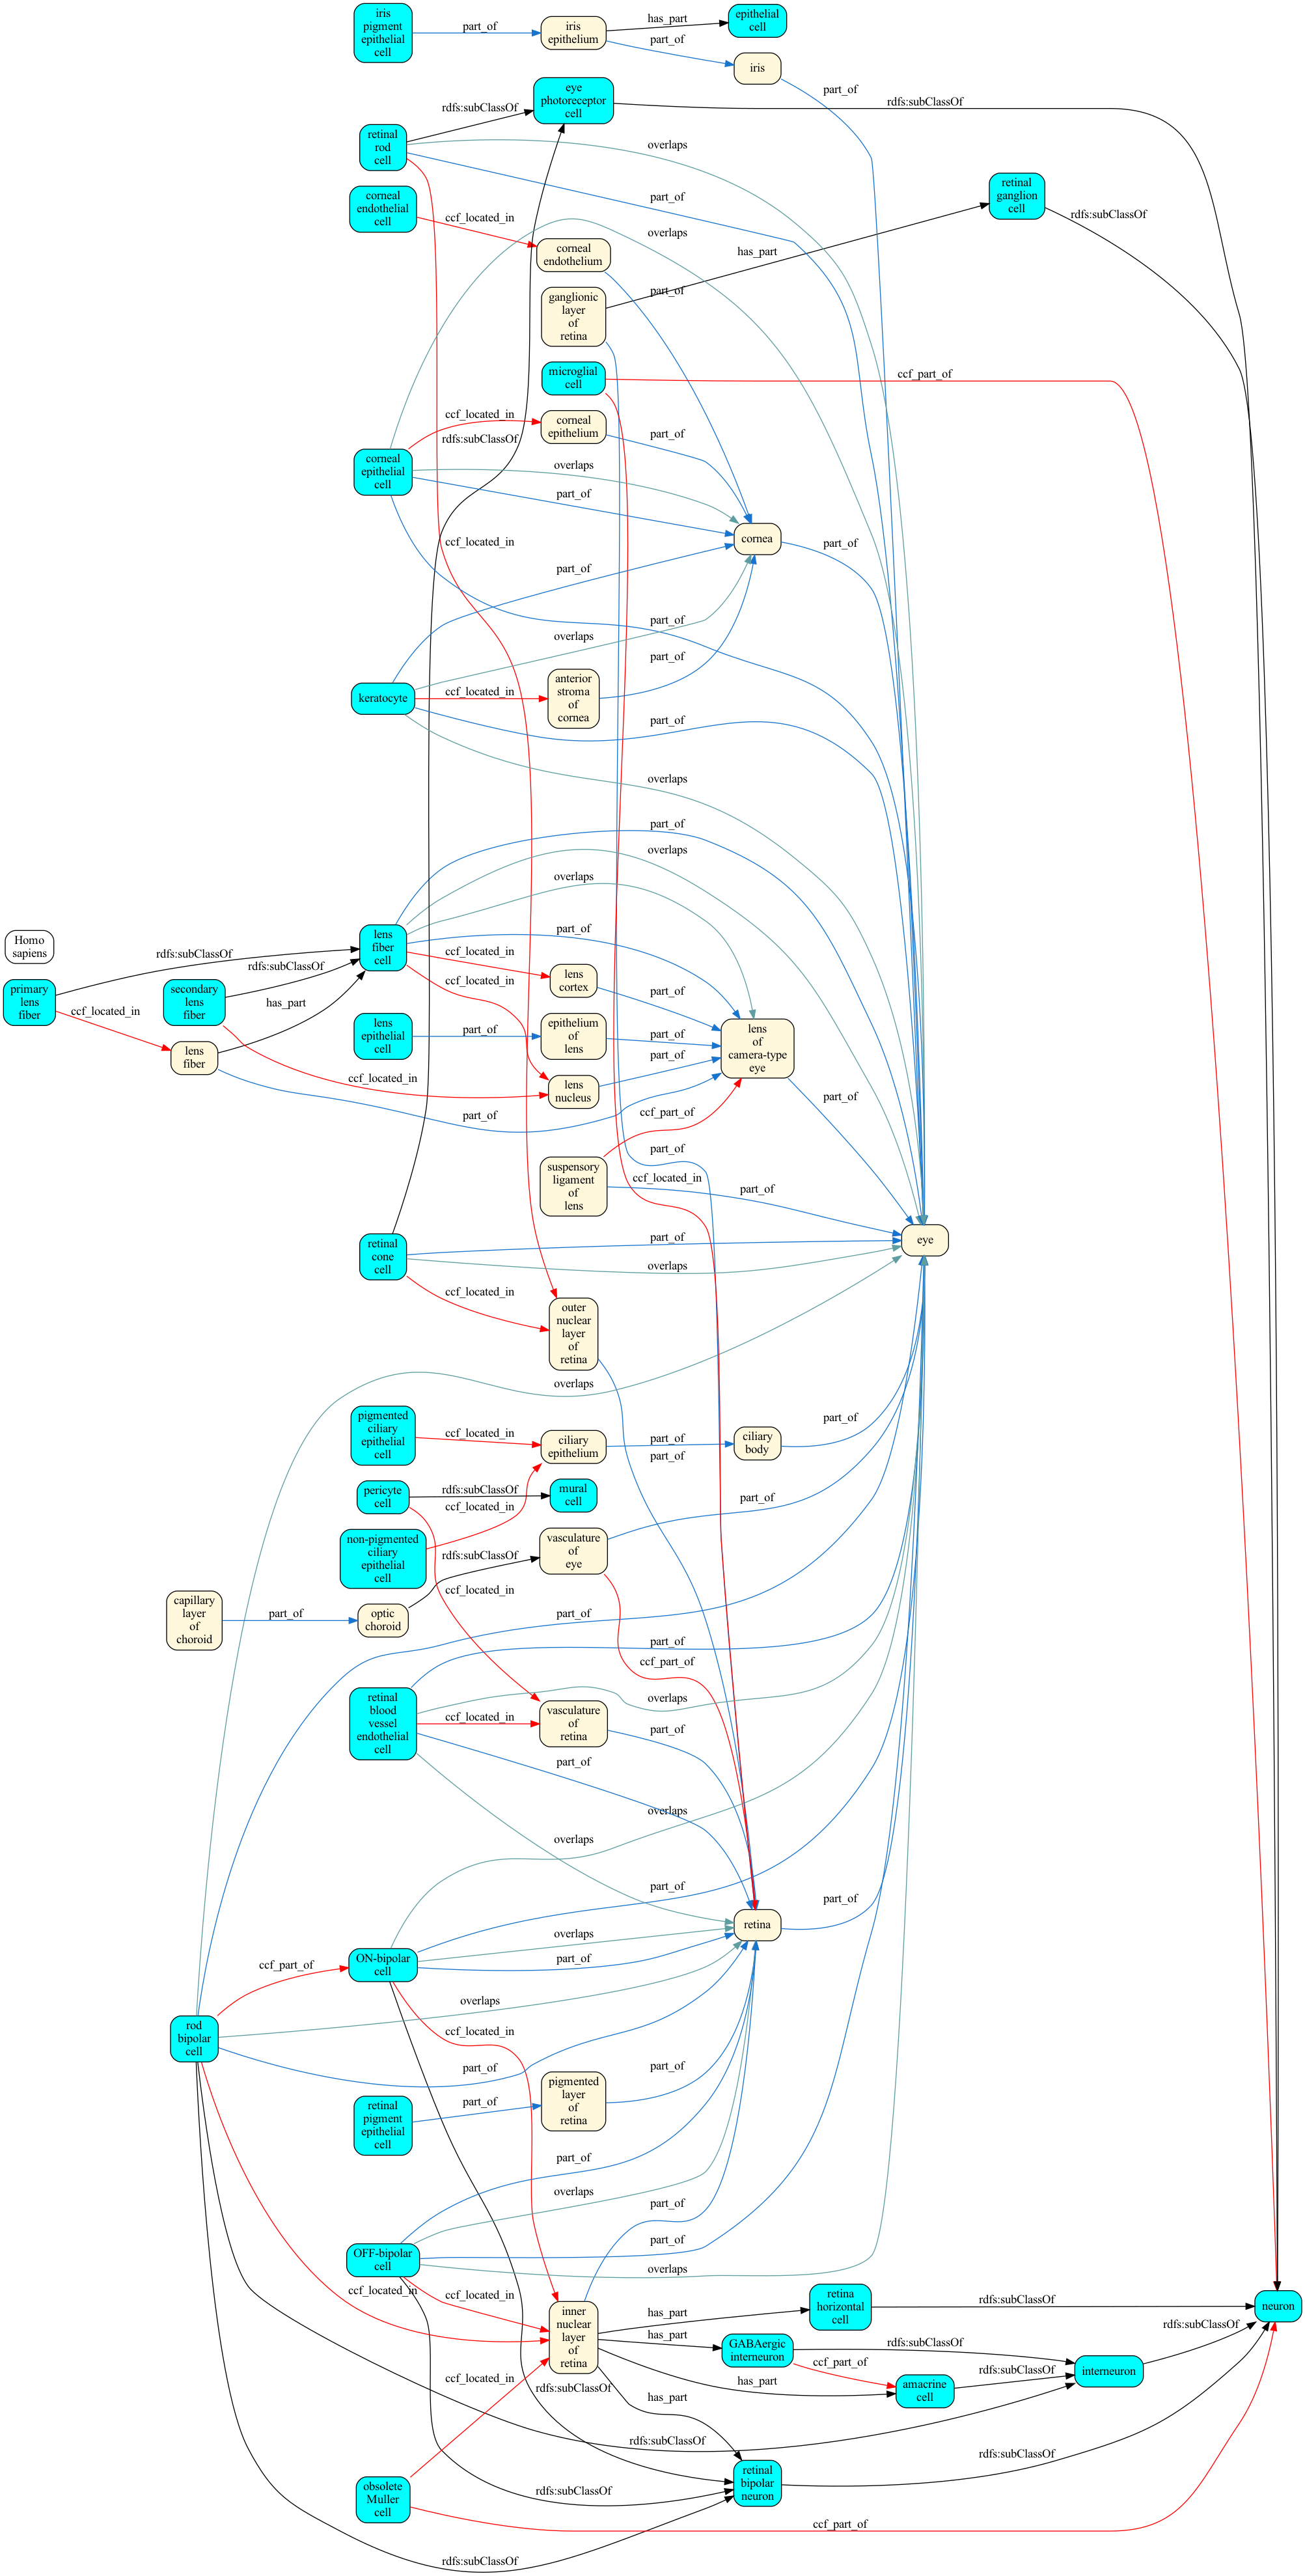 iris
pigment
epithelial
cell
part_of
iris
epithelium
has_part
epithelial
cell
part_of
iris
part_of
eye
photoreceptor
cell
rdfs:subClassOf
rdfs:subClassOf
retinal
rod
cell
overlaps
part_of
corneal
endothelial
cell
ccf_located_in
corneal
endothelium
overlaps
retinal
ganglion
cell
rdfs:subClassOf
has_part
part_of
ganglionic
layer
of
retina
microglial
cell
ccf_part_of
corneal
epithelial
cell
ccf_located_in
rdfs:subClassOf
corneal
epithelium
part_of
overlaps
part_of
ccf_located_in
cornea
part_of
part_of
part_of
overlaps
part_of
keratocyte
ccf_located_in
anterior
stroma
of
cornea
part_of
overlaps
part_of
overlaps
overlaps
Homo
sapiens
rdfs:subClassOf
rdfs:subClassOf
has_part
primary
lens
fiber
ccf_located_in
secondary
lens
fiber
lens
fiber
ccf_located_in
part_of
lens
fiber
cell
part_of
ccf_located_in
ccf_located_in
lens
cortex
part_of
lens
epithelial
cell
part_of
epithelium
of
lens
part_of
lens
nucleus
part_of
lens
of
camera-type
eye
ccf_part_of
part_of
suspensory
ligament
of
lens
part_of
ccf_located_in
part_of
eye
retinal
cone
cell
part_of
overlaps
ccf_located_in
outer
nuclear
layer
of
retina
overlaps
pigmented
ciliary
epithelial
cell
ccf_located_in
ciliary
epithelium
part_of
part_of
ciliary
body
part_of
pericyte
cell
rdfs:subClassOf
ccf_located_in
mural
cell
part_of
non-pigmented
ciliary
epithelial
cell
rdfs:subClassOf
ccf_located_in
vasculature
of
eye
capillary
layer
of
choroid
part_of
optic
choroid
part_of
part_of
ccf_part_of
retinal
blood
vessel
endothelial
cell
overlaps
ccf_located_in
vasculature
of
retina
part_of
part_of
overlaps
overlaps
part_of
retina
part_of
overlaps
part_of
ON-bipolar
cell
ccf_part_of
overlaps
rod
bipolar
cell
ccf_located_in
part_of
retinal
pigment
epithelial
cell
part_of
pigmented
layer
of
retina
part_of
part_of
overlaps
part_of
part_of
overlaps
OFF-bipolar
cell
ccf_located_in
ccf_located_in
inner
nuclear
layer
of
retina
has_part
retina
horizontal
cell
rdfs:subClassOf
neuron
has_part
GABAergic
interneuron
rdfs:subClassOf
ccf_part_of
rdfs:subClassOf
interneuron
rdfs:subClassOf
has_part
amacrine
cell
ccf_located_in
rdfs:subClassOf
has_part
rdfs:subClassOf
rdfs:subClassOf
retinal
bipolar
neuron
rdfs:subClassOf
obsolete
Muller
cell
ccf_part_of
rdfs:subClassOf